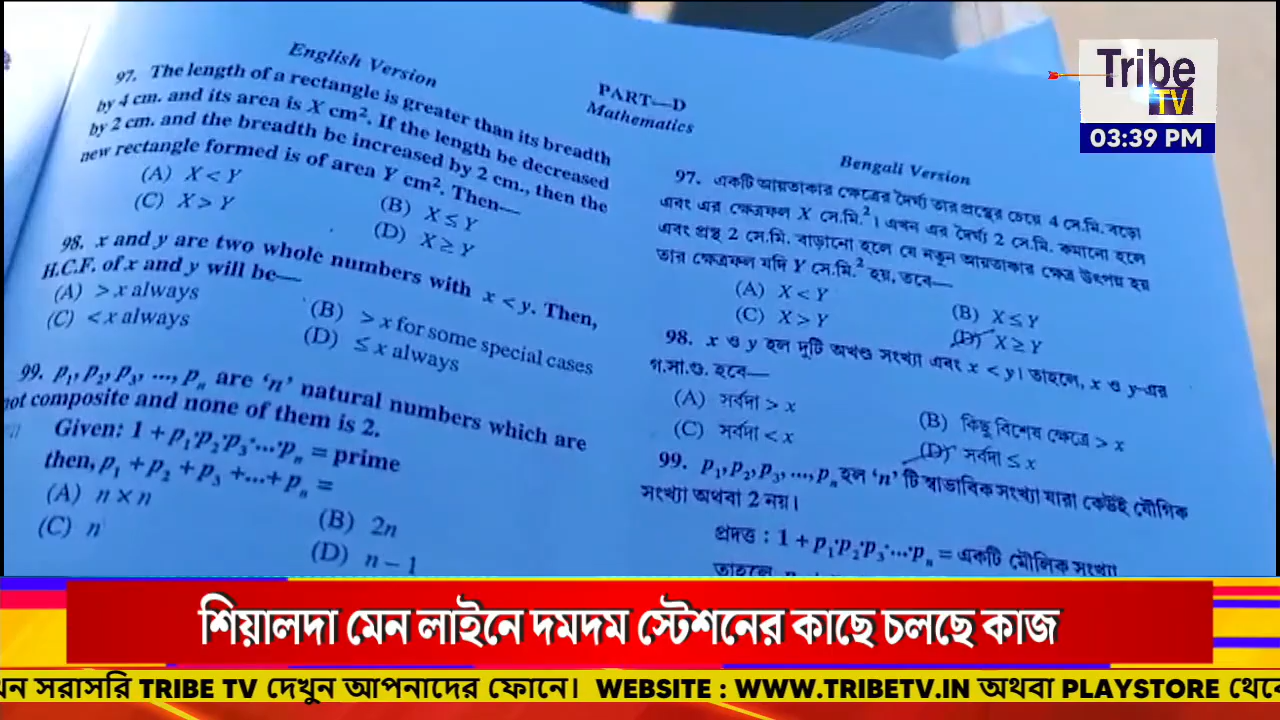 English Version
97. The length of a rectangle is greater than its breadth
by 4 cm. and its area is X cm². If the length be decreased
by 2 cm. and the breadth be increased by 2 cm., then the
new rectangle formed is of area Y cm². Then—
(A) X < Y
(B) X ≤ Y
(C) X > Y
(D) X ≥ Y
98. x and y are two whole numbers with x < y. Then,
H.C.F. of x and y will be—
(A) > x always
(B) > x for some special cases
(C) < x always
(D) ≤ x always
99. p₁, p₂, p₃, ..., pₙ are 'n' natural numbers which are
not composite and none of them is 2.
Given: 1 + p₁·p₂·p₃·...·pₙ = prime
then, p₁ + p₂ + p₃ +...+ pₙ =
(A) n × n
(B) 2n
(C) n
(D) n – 1
PART—D
Mathematics
Bengali Version
97. একটি আয়তাকার ক্ষেত্রের দৈর্ঘ্য তার প্রস্থের চেয়ে 4 সে.মি. বড়ো
এবং এর ক্ষেত্রফল X সে.মি.²। এখন এর দৈর্ঘ্য 2 সে.মি. কমানো হলে
এবং প্রস্থ 2 সে.মি. বাড়ানো হলে যে নতুন আয়তাকার ক্ষেত্র উৎপন্ন হয়
তার ক্ষেত্রফল যদি Y সে.মি.² হয়, তবে—
(A) X < Y
(B) X ≤ Y
(C) X > Y
(D) X ≥ Y
98. x ও y হল দুটি অখণ্ড সংখ্যা এবং x < y। তাহলে, x ও y-এর
গ.সা.গু. হবে—
(A) সর্বদা > x
(B) কিছু বিশেষ ক্ষেত্রে > x
(C) সর্বদা < x
(D) সর্বদা ≤ x
99. p₁, p₂, p₃, ..., pₙ হল 'n' টি স্বাভাবিক সংখ্যা যারা কেউই যৌগিক
সংখ্যা অথবা 2 নয়।
প্রদত্ত : 1 + p₁·p₂·p₃·...·pₙ = একটি মৌলিক সংখ্যা
তাহলে,
Tribe
TV
03:39 PM
শিয়ালদা মেন লাইনে দমদম স্টেশনের কাছে চলছে কাজ
সরাসরি TRIBE TV দেখুন আপনাদের ফোনে। WEBSITE : WWW.TRIBETV.IN অথবা PLAYSTORE